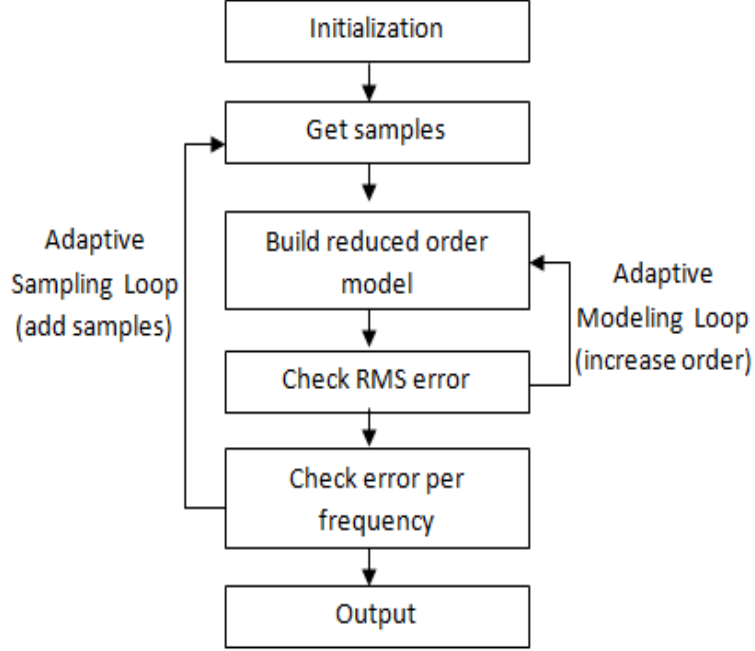 Initialization
Get samples
Adaptive
Sampling Loop
(add samples)
Build reduced order
model
Adaptive
Modeling Loop
(increase order)
Check RMS error
Check error per
frequency
Output